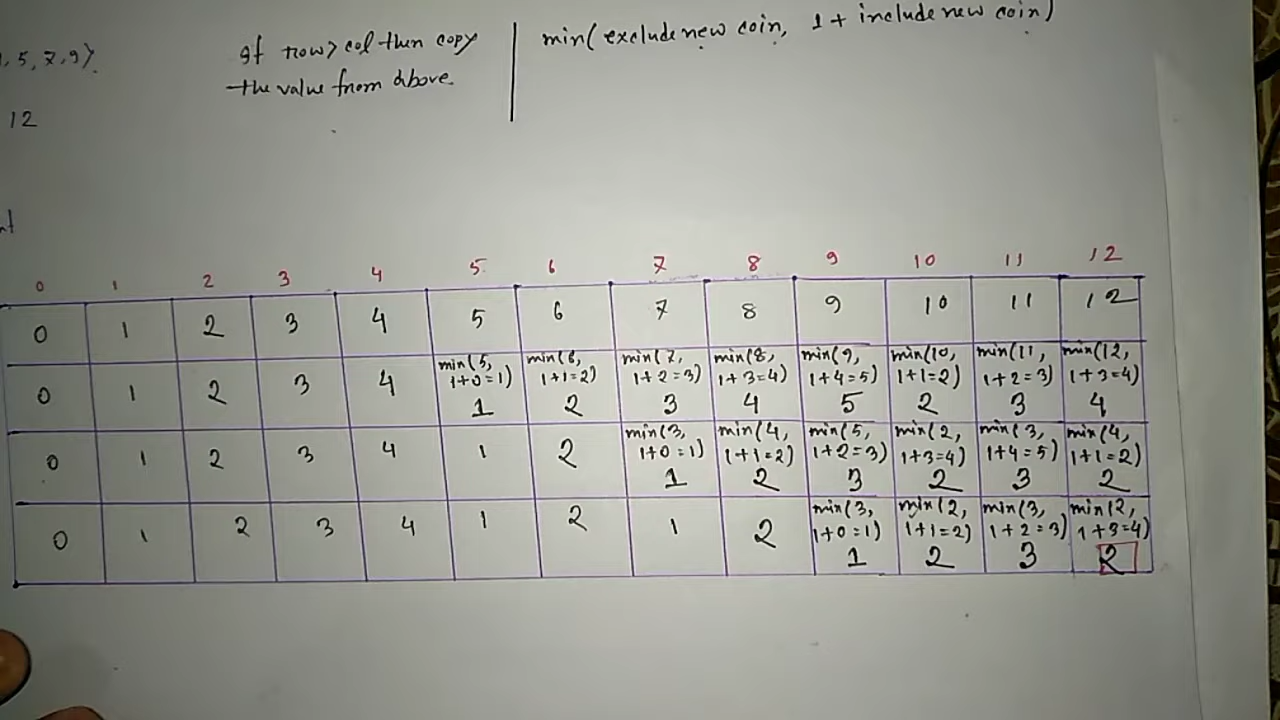 , 5, 7, 9}
12
If row > col then copy
the value from above.
min(exclude new coin, 1 + include new coin)
0 1 2 3 4 5 6 7 8 9 10 11 12
0 1 2 3 4 5 6 7 8 9 10 11 12
min(5, min(6, min(7, min(8, min(9, min(10, min(11, min(12,
1+0=1) 1+1=2) 1+2=3) 1+3=4) 1+4=5) 1+1=2) 1+2=3) 1+3=4)
0 1 2 3 4 1 2 3 4 5 2 3 4
min(3, min(4, min(5, min(2, min(3, min(4,
1+0=1) 1+1=2) 1+2=3) 1+3=4) 1+4=5) 1+1=2)
0 1 2 3 4 1 2 1 2 3 2 3 2
min(3, min(2, min(3, min(2,
1+0=1) 1+1=2) 1+2=3) 1+3=4)
0 1 2 3 4 1 2 1 2 1 2 3 2